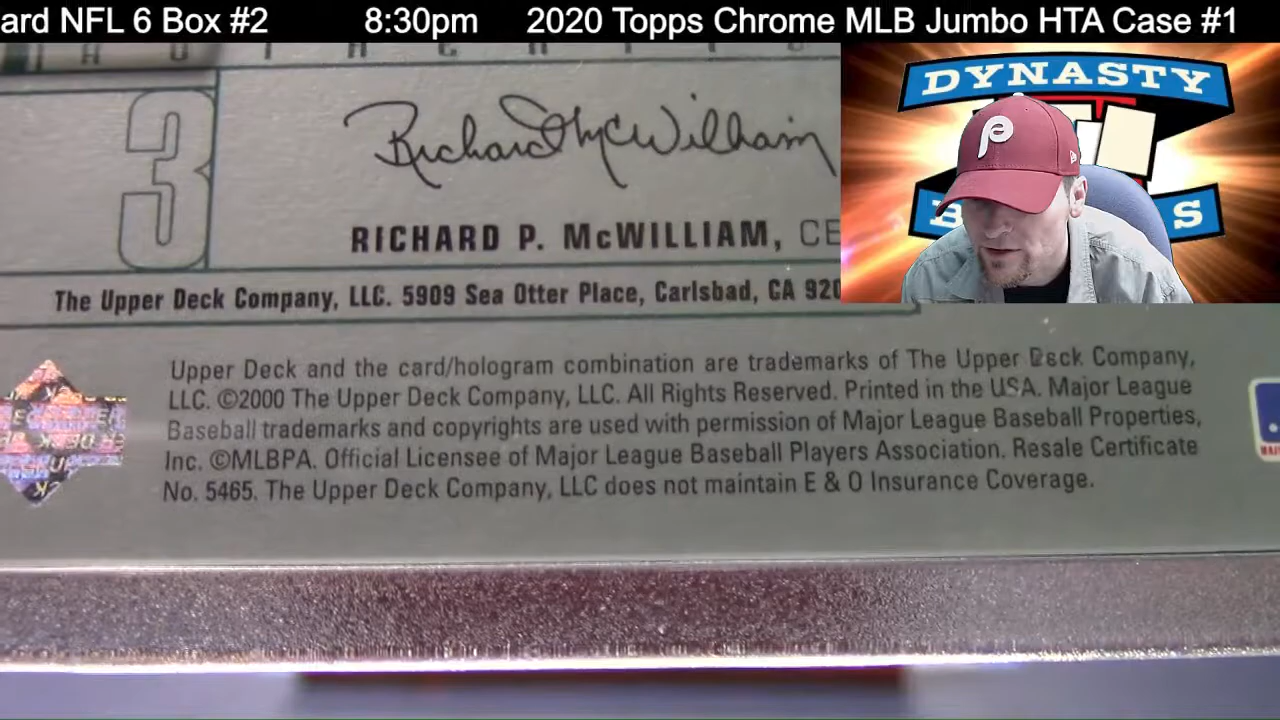 ard NFL 6 Box #2 8:30pm 2020 Topps Chrome MLB Jumbo HTA Case #1
DYNASTY
B S
3
Richard McWilliam
RICHARD P. McWILLIAM, CE
The Upper Deck Company, LLC. 5909 Sea Otter Place, Carlsbad, CA 920
Upper Deck and the card/hologram combination are trademarks of The Upper Deck Company,
LLC. ©2000 The Upper Deck Company, LLC. All Rights Reserved. Printed in the USA. Major League
Baseball trademarks and copyrights are used with permission of Major League Baseball Properties,
Inc. ©MLBPA. Official Licensee of Major League Baseball Players Association. Resale Certificate
No. 5465. The Upper Deck Company, LLC does not maintain E & O Insurance Coverage.